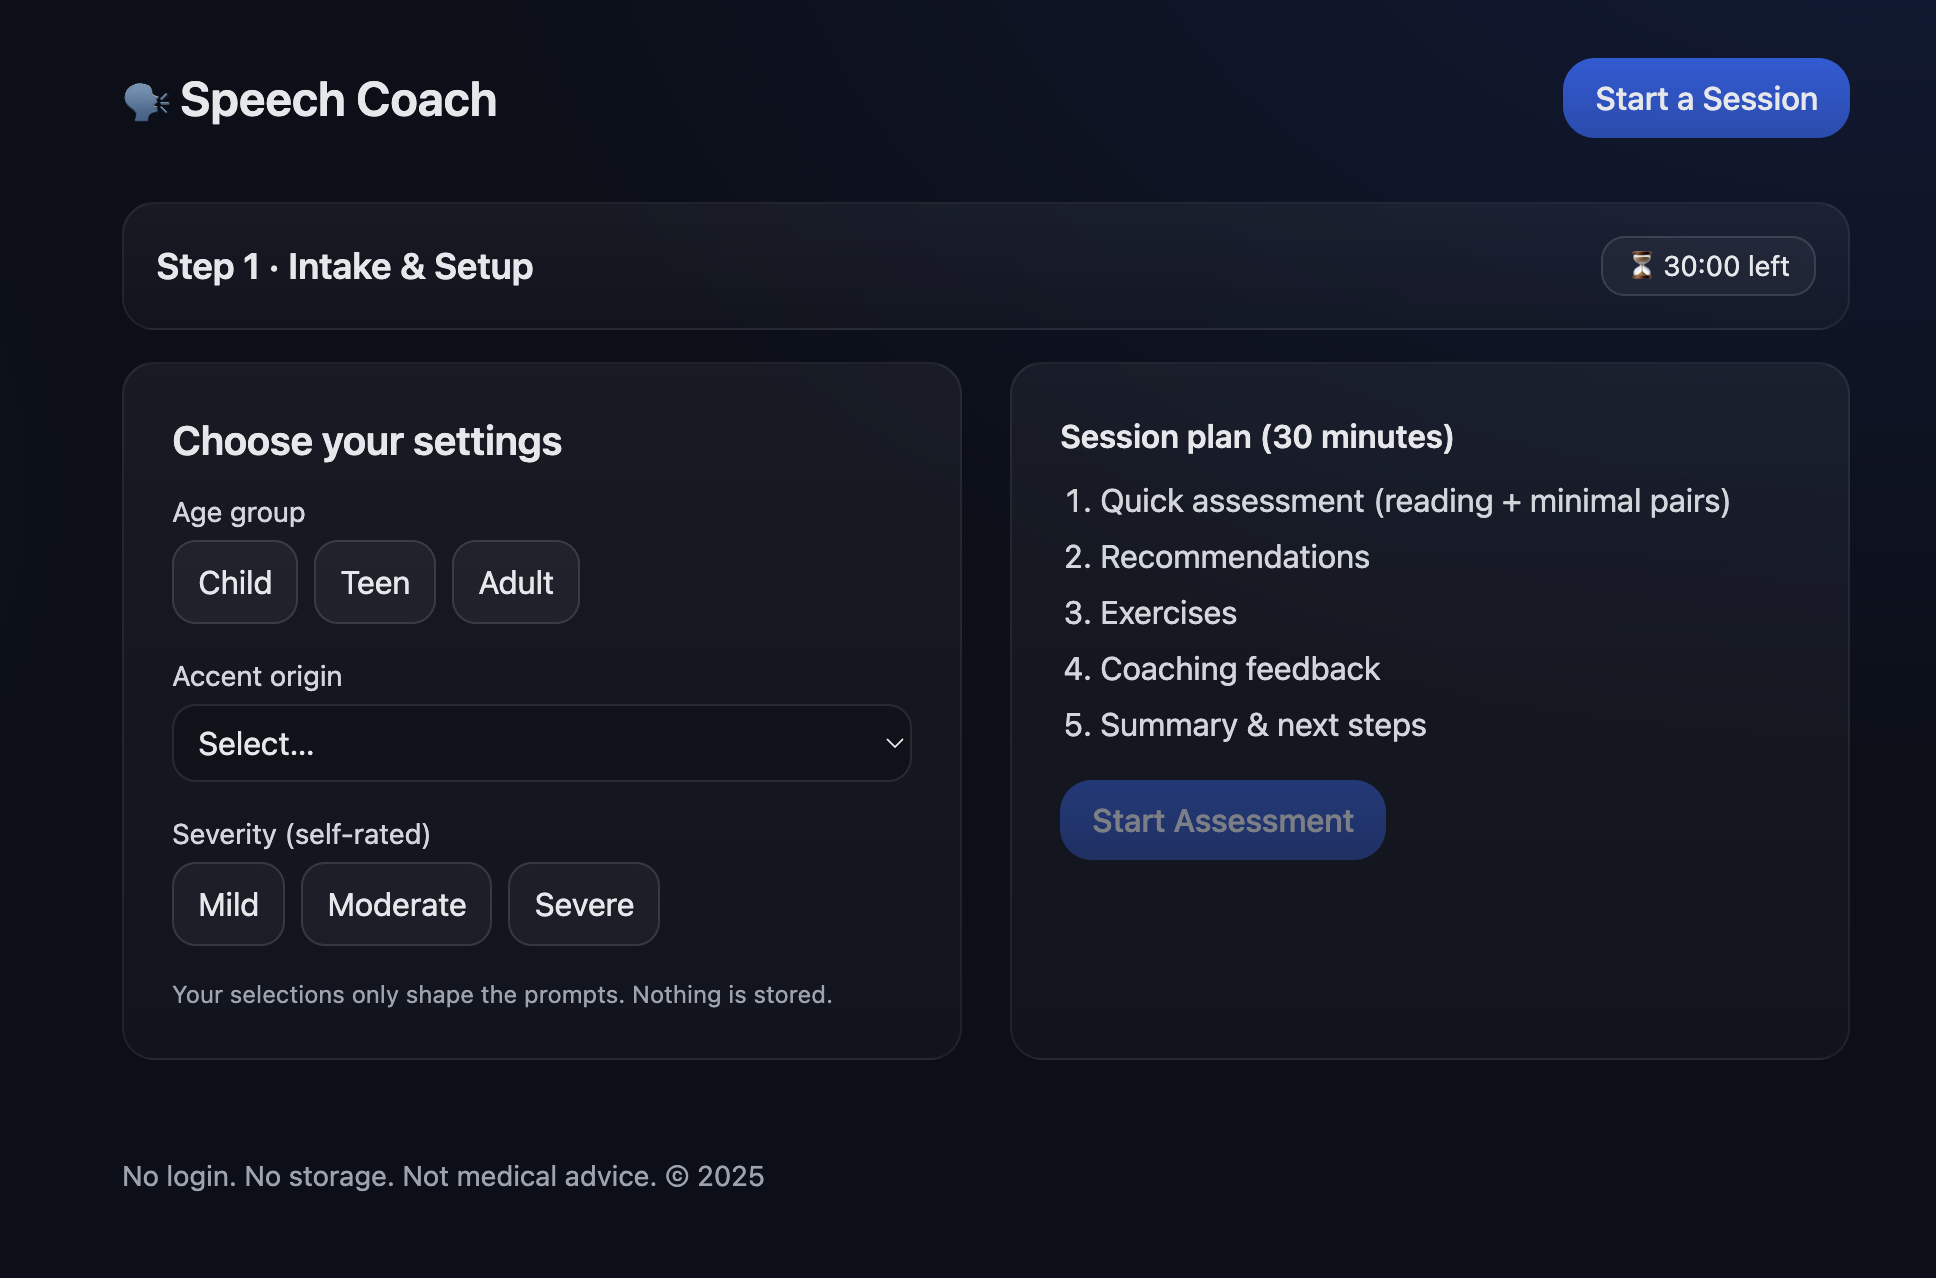 Speech Coach
Start a Session
Step 1 · Intake & Setup
30:00 left
Choose your settings
Age group
Child
Teen
Adult
Accent origin
Select...
Severity (self-rated)
Mild
Moderate
Severe
Your selections only shape the prompts. Nothing is stored.
Session plan (30 minutes)
1. Quick assessment (reading + minimal pairs)
2. Recommendations
3. Exercises
4. Coaching feedback
5. Summary & next steps
Start Assessment
No login. No storage. Not medical advice. © 2025